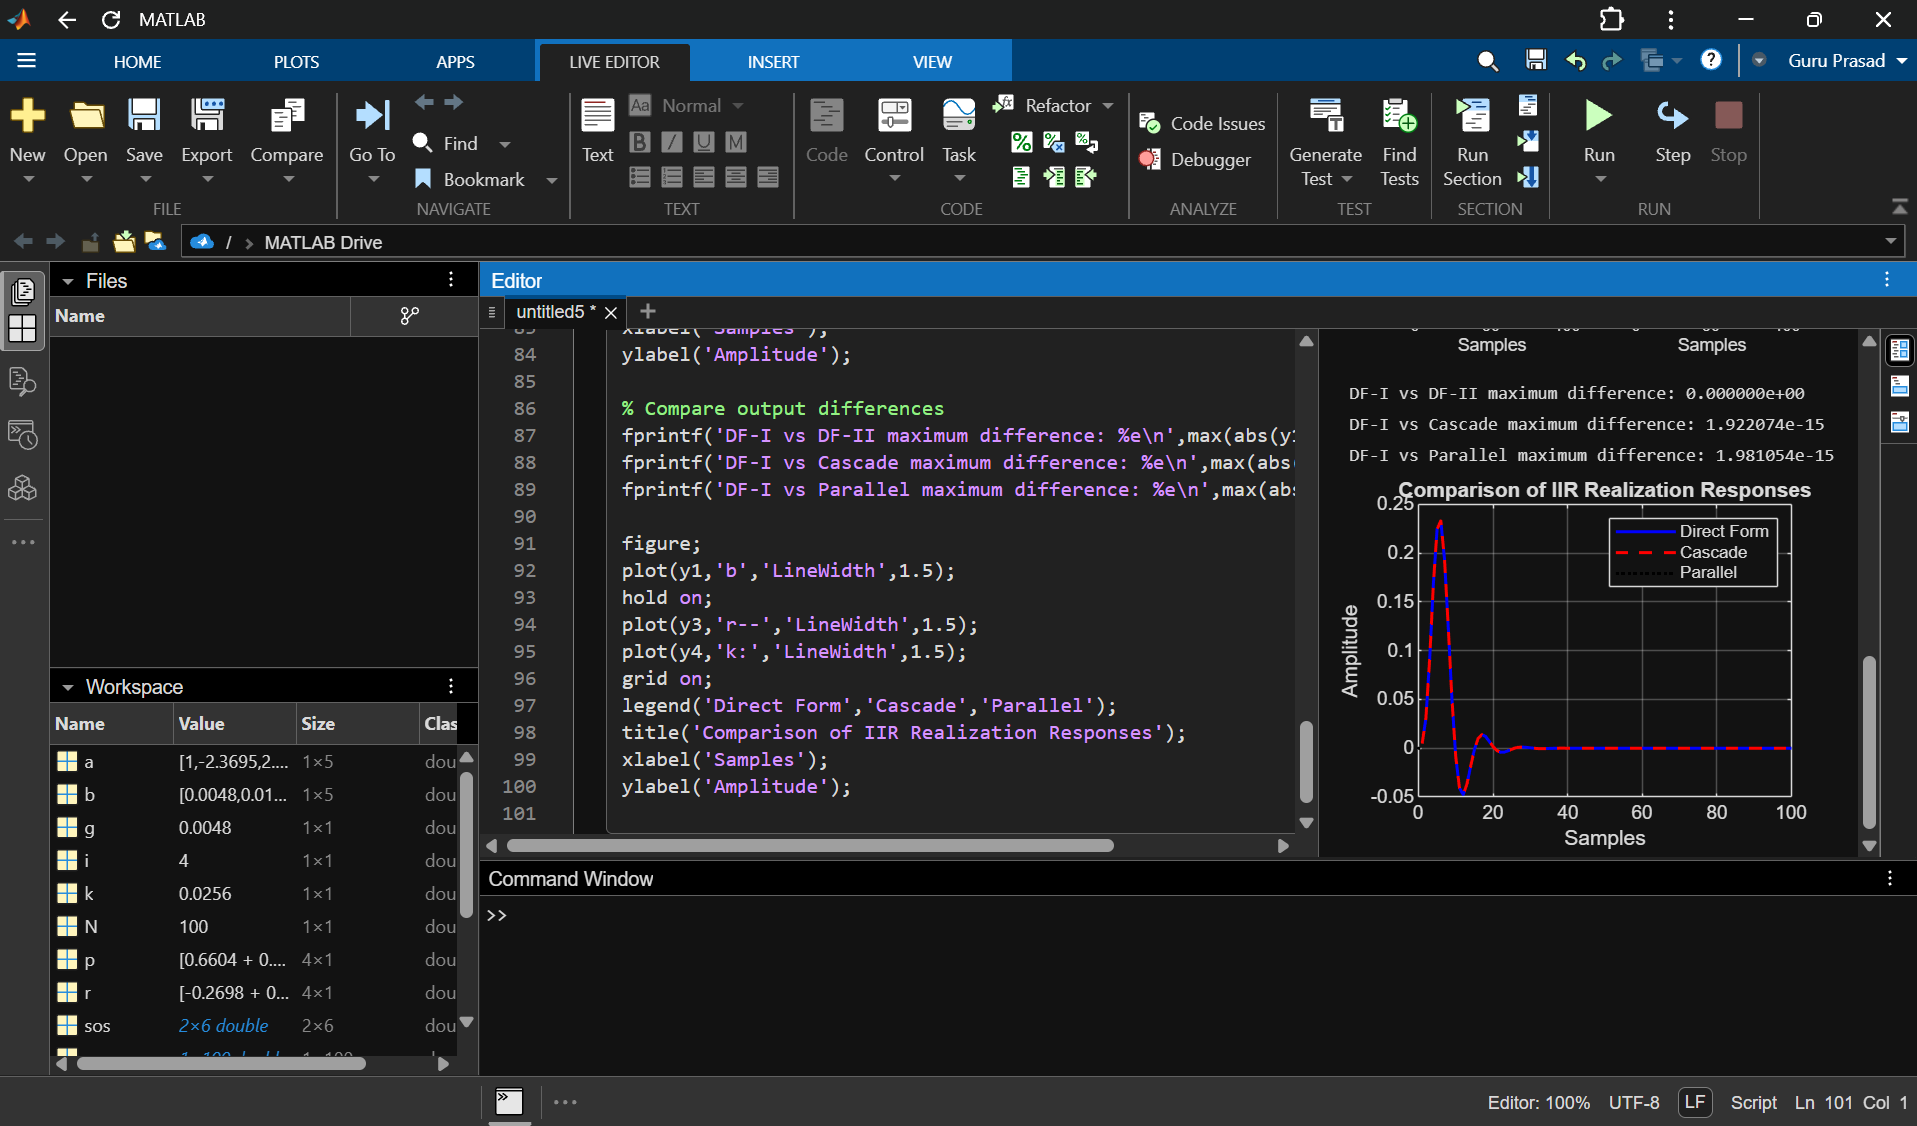 MATLAB
HOME PLOTS APPS LIVE EDITOR INSERT VIEW Guru Prasad
New Open Save Export Compare
FILE
Go To Find Bookmark
NAVIGATE
Text Aa Normal B I U M
TEXT
Code Control Task Refactor
CODE
Code Issues
Debugger
ANALYZE
Generate Test Find Tests
TEST
Run Section
SECTION
Run Step Stop
RUN
/ > MATLAB Drive
Files
Name
Workspace
Name Value Size Clas
a [1,-2.3695,2.... 1×5 dou
b [0.0048,0.01... 1×5 dou
g 0.0048 1×1 dou
i 4 1×1 dou
k 0.0256 1×1 dou
N 100 1×1 dou
p [0.6604 + 0.... 4×1 dou
r [-0.2698 + 0... 4×1 dou
sos 2×6 double 2×6 dou
Editor
untitled5 *
83 xlabel('Samples');
84 ylabel('Amplitude');
85
86 % Compare output differences
87 fprintf('DF-I vs DF-II maximum difference: %e\n',max(abs(y1
88 fprintf('DF-I vs Cascade maximum difference: %e\n',max(abs(
89 fprintf('DF-I vs Parallel maximum difference: %e\n',max(abs
90
91 figure;
92 plot(y1,'b','LineWidth',1.5);
93 hold on;
94 plot(y3,'r--','LineWidth',1.5);
95 plot(y4,'k:','LineWidth',1.5);
96 grid on;
97 legend('Direct Form','Cascade','Parallel');
98 title('Comparison of IIR Realization Responses');
99 xlabel('Samples');
100 ylabel('Amplitude');
101
Samples Samples
DF-I vs DF-II maximum difference: 0.000000e+00
DF-I vs Cascade maximum difference: 1.922074e-15
DF-I vs Parallel maximum difference: 1.981054e-15
Comparison of IIR Realization Responses
Direct Form
Cascade
Parallel
Amplitude
0.25
0.2
0.15
0.1
0.05
0
-0.05
0 20 40 60 80 100
Samples
Command Window
>>
Editor: 100% UTF-8 LF Script Ln 101 Col 1